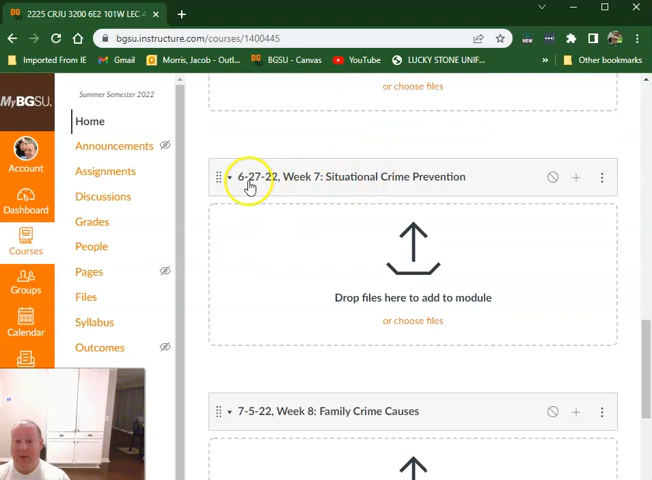 2225 CRJU 3200 6E2 101W LEC 4
bgsu.instructure.com/courses/1400445
NEW
Imported From IE
Gmail
Morris, Jacob - Outl...
BGSU - Canvas
YouTube
LUCKY STONE UNIF...
»
Other bookmarks
MyBGSU.
Account
Dashboard
Courses
Groups
Calendar
Summer Semester 2022
Home
Announcements
Assignments
Discussions
Grades
People
Pages
Files
Syllabus
Outcomes
or choose files
6-27-22, Week 7: Situational Crime Prevention
Drop files here to add to module
or choose files
7-5-22, Week 8: Family Crime Causes